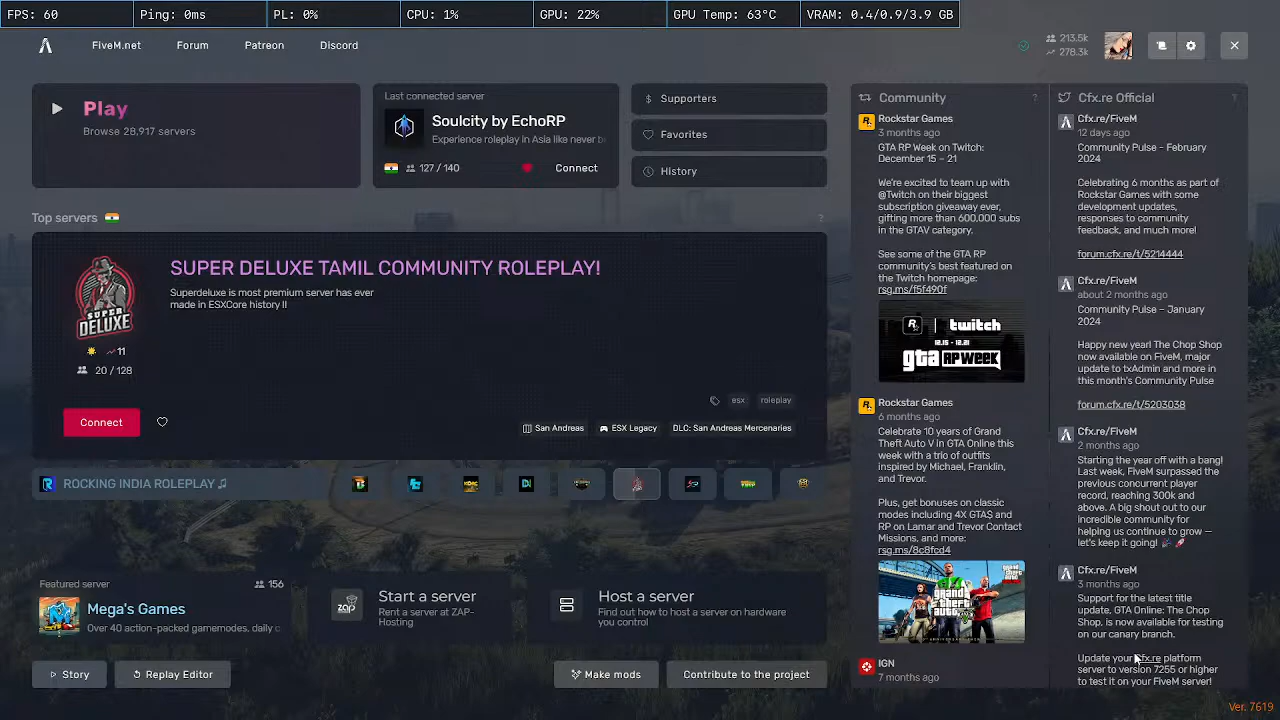 FPS: 60
Ping: 0ms
PL: 0%
CPU: 1%
GPU: 22%
GPU Temp: 63°C
VRAM: 0.4/0.9/3.9 GB
FiveM.net
Forum
Patreon
Discord
213.5k
278.3k
Play
Browse 28,917 servers
Last connected server
Soulcity by EchoRP
Experience roleplay in Asia like never b
127 / 140
Connect
$ Supporters
Favorites
History
Top servers
?
SUPER DELUXE TAMIL COMMUNITY ROLEPLAY!
Superdeluxe is most premium server has ever
made in ESXCore history !!
SUPER
DELUXE
11
20 / 128
esx
roleplay
Connect
San Andreas
ESX Legacy
DLC: San Andreas Mercenaries
ROCKING INDIA ROLEPLAY ♫
Featured server
156
Mega's Games
Over 40 action-packed gamemodes, daily c
ZAP
Start a server
Rent a server at ZAP-
Hosting
Host a server
Find out how to host a server on hardware
you control
Story
Replay Editor
Make mods
Contribute to the project
Community
?
Rockstar Games
3 months ago
GTA RP Week on Twitch:
December 15 – 21
We're excited to team up with
@Twitch on their biggest
subscription giveaway ever,
gifting more than 600,000 subs
in the GTAV category.
See some of the GTA RP
community's best featured on
the Twitch homepage:
rsg.ms/f5f490f
R* | twitch
12.15 - 12.21
gta RP WEEK
Rockstar Games
6 months ago
Celebrate 10 years of Grand
Theft Auto V in GTA Online this
week with a trio of outfits
inspired by Michael, Franklin,
and Trevor.
Plus, get bonuses on classic
modes including 4X GTA$ and
RP on Lamar and Trevor Contact
Missions, and more:
rsg.ms/8c8fcd4
grand
theft
auto
IGN
7 months ago
Cfx.re Official
?
Cfx.re/FiveM
12 days ago
Community Pulse – February
2024
Celebrating 6 months as part of
Rockstar Games with some
development updates,
responses to community
feedback, and much more!
forum.cfx.re/t/5214444
Cfx.re/FiveM
about 2 months ago
Community Pulse – January
2024
Happy new year! The Chop Shop
now available on FiveM, major
update to txAdmin and more in
this month's Community Pulse
forum.cfx.re/t/5203038
Cfx.re/FiveM
2 months ago
Starting the year off with a bang!
Last week, FiveM surpassed the
previous concurrent player
record, reaching 300k and
above. A big shout out to our
incredible community for
helping us continue to grow —
let's keep it going! 🎉 🚀
Cfx.re/FiveM
3 months ago
Support for the latest title
update, GTA Online: The Chop
Shop, is now available for testing
on our canary branch.
Update your Cfx.re platform
server to version 7255 or higher
to test it on your FiveM server!
Ver. 7619